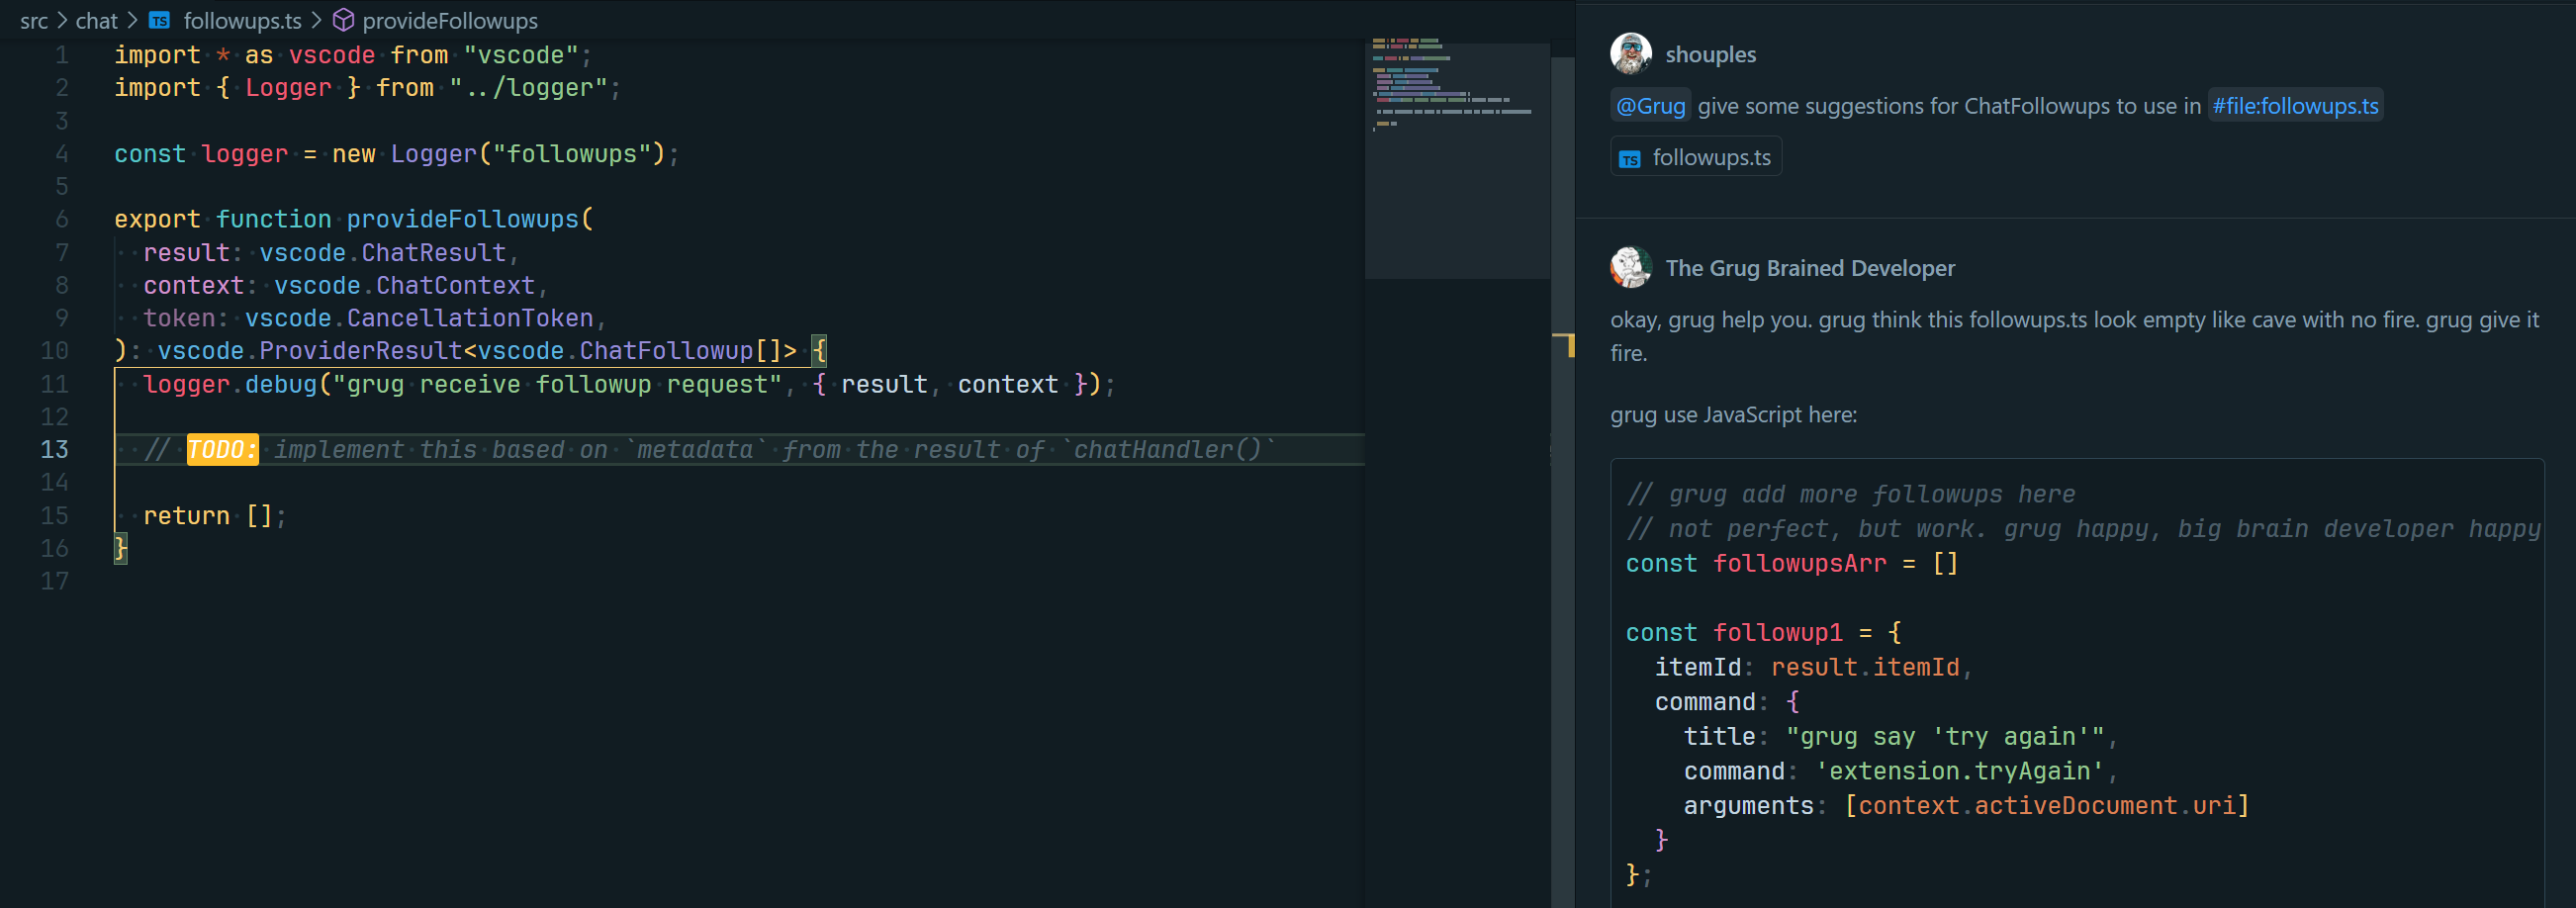 src > chat > TS followups.ts > provideFollowups
1 import * as vscode from "vscode";
2 import { Logger } from "../logger";
3
4 const logger = new Logger("followups");
5
6 export function provideFollowups(
7   result: vscode.ChatResult,
8   context: vscode.ChatContext,
9   token: vscode.CancellationToken,
10 ): vscode.ProviderResult<vscode.ChatFollowup[]> {
11   logger.debug("grug receive followup request", { result, context });
12
13   // TODO: implement this based on `metadata` from the result of `chatHandler()`
14
15   return [];
16 }
17
shouples
@Grug give some suggestions for ChatFollowups to use in #file:followups.ts
TS followups.ts
The Grug Brained Developer
okay, grug help you. grug think this followups.ts look empty like cave with no fire. grug give it
fire.
grug use JavaScript here:
// grug add more followups here
// not perfect, but work. grug happy, big brain developer happy
const followupsArr = []
const followup1 = {
  itemId: result.itemId,
  command: {
    title: "grug say 'try again'",
    command: 'extension.tryAgain',
    arguments: [context.activeDocument.uri]
  }
};